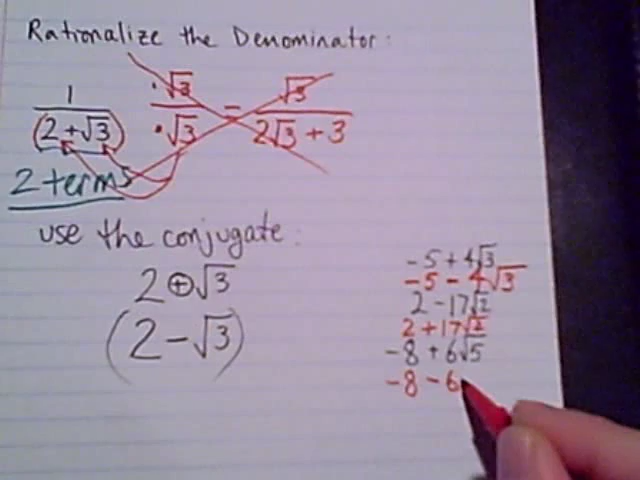 Rationalize the Denominator:
1 / (2 + √3) · √3 / · √3 = √3 / 2√3 + 3
2 terms
use the conjugate:
2 ⊕ √3
(2 - √3)
-5 + 4√3
-5 - 4√3
2 - 17√2
2 + 17√2
-8 + 6√5
-8 - 6